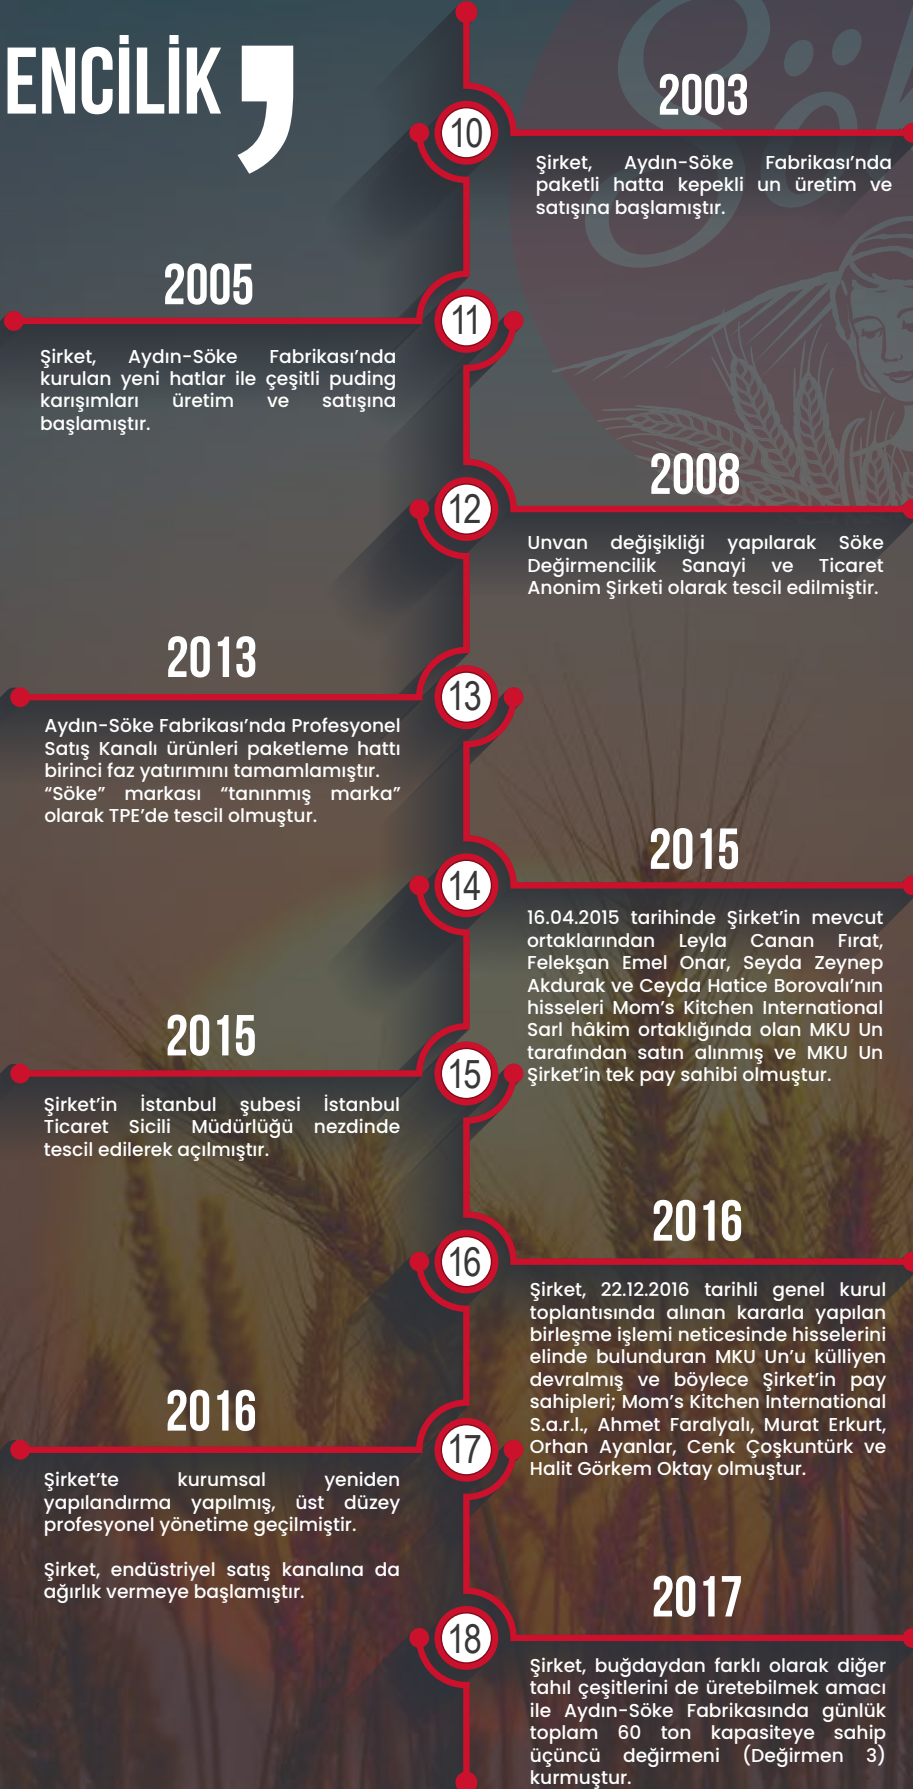 ENCİLİK ❜
2003
10
Şirket, Aydın-Söke Fabrikası’nda
paketli hatta kepekli un üretim ve
satışına başlamıştır.
2005
11
Şirket, Aydın-Söke Fabrikası’nda
kurulan yeni hatlar ile çeşitli puding
karışımları üretim ve satışına
başlamıştır.
2008
12
Unvan değişikliği yapılarak Söke
Değirmencilik Sanayi ve Ticaret
Anonim Şirketi olarak tescil edilmiştir.
2013
13
Aydın-Söke Fabrikası’nda Profesyonel
Satış Kanalı ürünleri paketleme hattı
birinci faz yatırımını tamamlamıştır.
“Söke” markası “tanınmış marka”
olarak TPE’de tescil olmuştur.
2015
14
16.04.2015 tarihinde Şirket’in mevcut
ortaklarından Leyla Canan Fırat,
Felekşan Emel Onar, Seyda Zeynep
Akdurak ve Ceyda Hatice Borovalı’nın
hisseleri Mom’s Kitchen International
Sarl hâkim ortaklığında olan MKU Un
tarafından satın alınmış ve MKU Un
Şirket’in tek pay sahibi olmuştur.
2015
15
Şirket’in İstanbul şubesi İstanbul
Ticaret Sicili Müdürlüğü nezdinde
tescil edilerek açılmıştır.
2016
16
Şirket, 22.12.2016 tarihli genel kurul
toplantısında alınan kararla yapılan
birleşme işlemi neticesinde hisselerini
elinde bulunduran MKU Un’u külliyen
devralmış ve böylece Şirket’in pay
sahipleri; Mom’s Kitchen International
S.a.r.l., Ahmet Faralyalı, Murat Erkurt,
Orhan Ayanlar, Cenk Çoşkuntürk ve
Halit Görkem Oktay olmuştur.
2016
17
Şirket’te kurumsal yeniden
yapılandırma yapılmış, üst düzey
profesyonel yönetime geçilmiştir.
Şirket, endüstriyel satış kanalına da
ağırlık vermeye başlamıştır.
2017
18
Şirket, buğdaydan farklı olarak diğer
tahıl çeşitlerini de üretebilmek amacı
ile Aydın-Söke Fabrikasında günlük
toplam 60 ton kapasiteye sahip
üçüncü değirmeni (Değirmen 3)
kurmuştur.